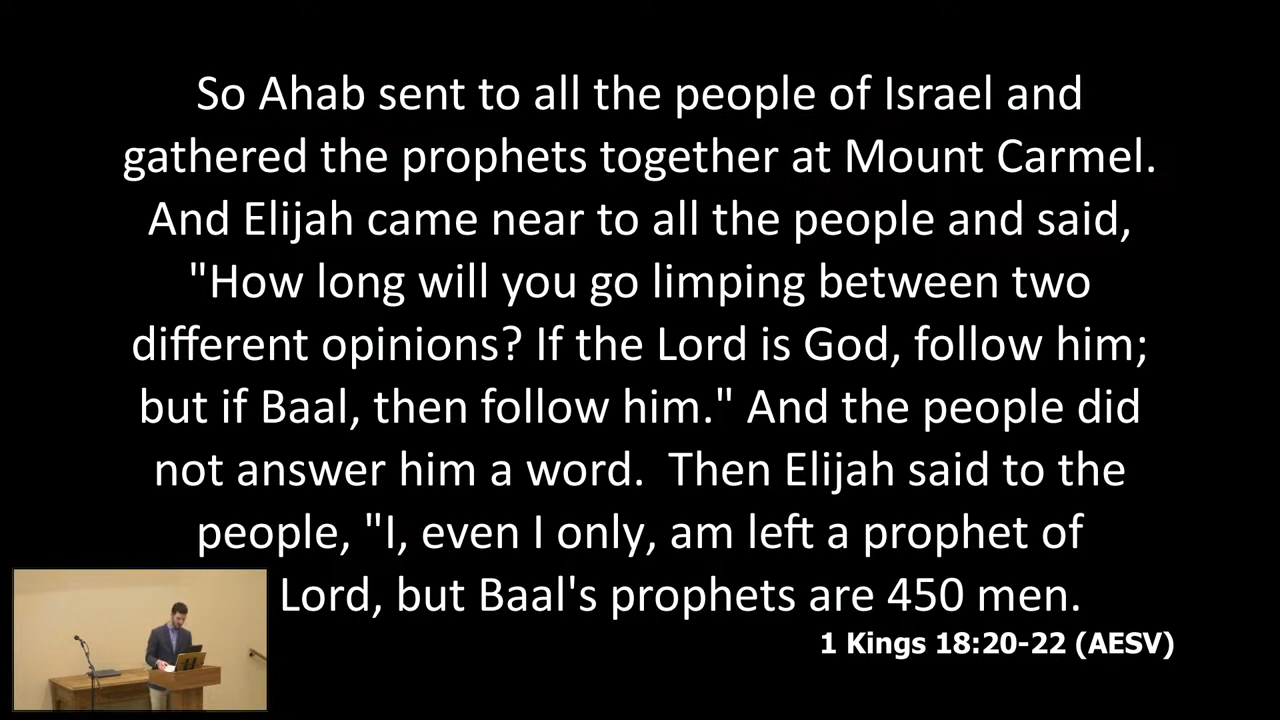 So Ahab sent to all the people of Israel and
gathered the prophets together at Mount Carmel.
And Elijah came near to all the people and said,
"How long will you go limping between two
different opinions? If the Lord is God, follow him;
but if Baal, then follow him." And the people did
not answer him a word.  Then Elijah said to the
people, "I, even I only, am left a prophet of
Lord, but Baal's prophets are 450 men.
1 Kings 18:20-22 (AESV)